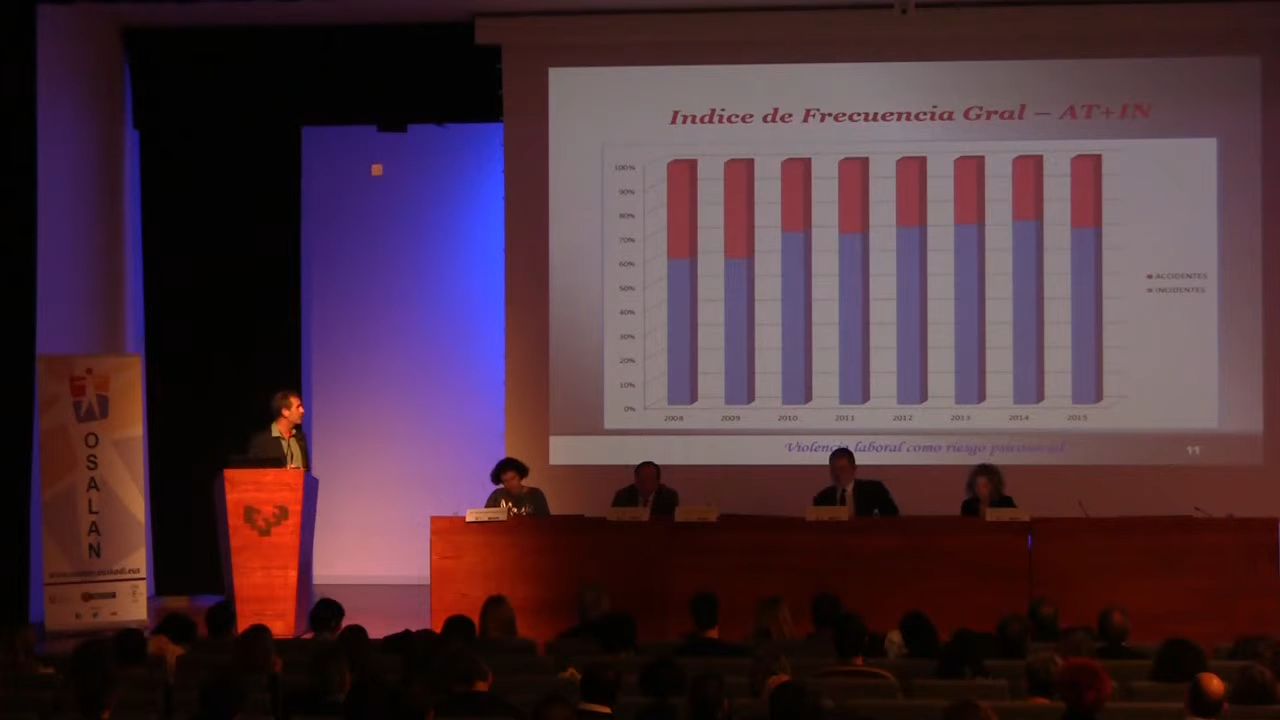 Indice de Frecuencia Gral – AT+IN
100%
90%
80%
70%
60%
50%
40%
30%
20%
10%
0%
2008 2009 2010 2011 2012 2013 2014 2015
ACCIDENTES
INCIDENTES
Violencia laboral como riesgo psicosocial
11
OSALAN